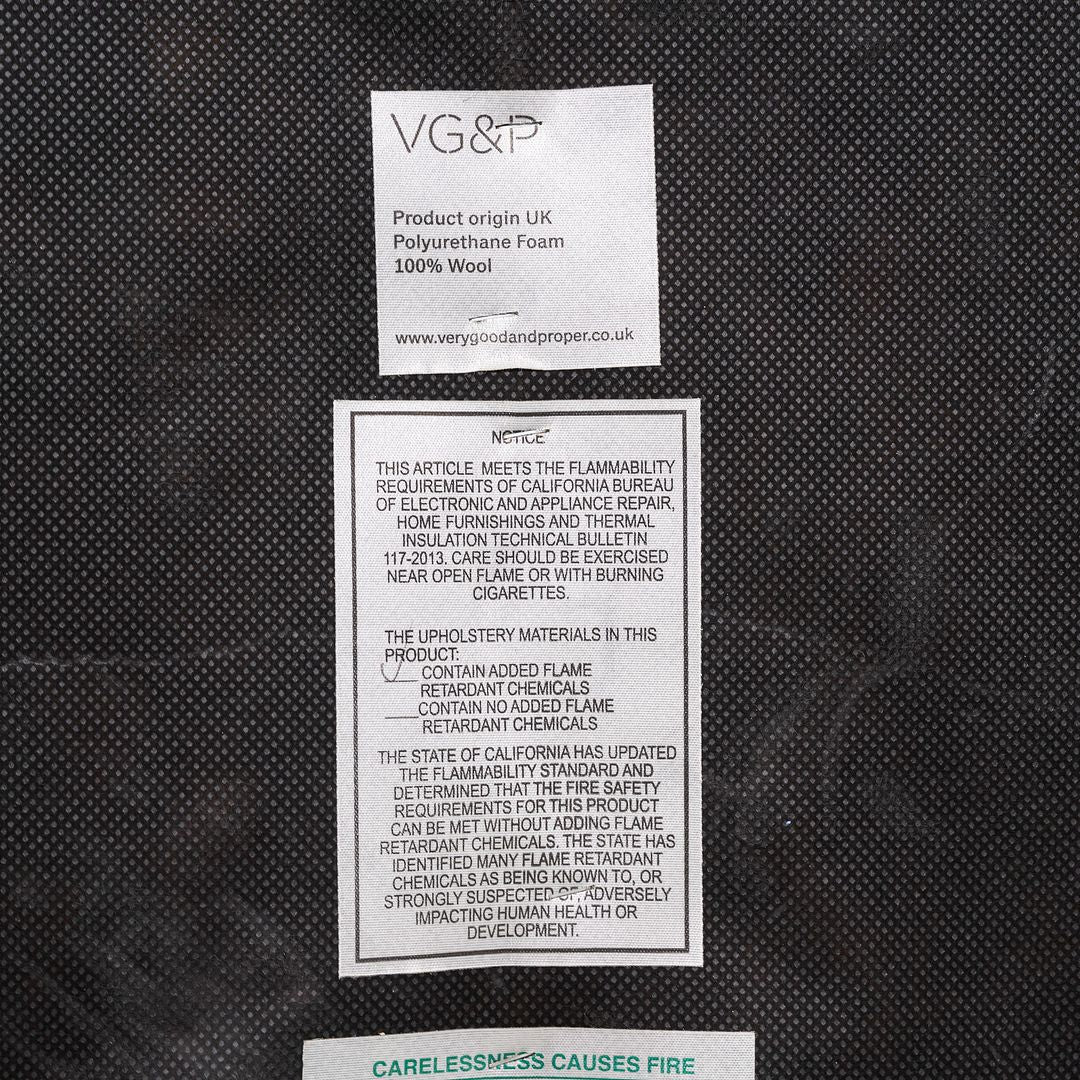 VG&P
Product origin UK
Polyurethane Foam
100% Wool
www.verygoodandproper.co.uk
NOTICE
THIS ARTICLE MEETS THE FLAMMABILITY
REQUIREMENTS OF CALIFORNIA BUREAU
OF ELECTRONIC AND APPLIANCE REPAIR,
HOME FURNISHINGS AND THERMAL
INSULATION TECHNICAL BULLETIN
117-2013. CARE SHOULD BE EXERCISED
NEAR OPEN FLAME OR WITH BURNING
CIGARETTES.
THE UPHOLSTERY MATERIALS IN THIS
PRODUCT:
CONTAIN ADDED FLAME
RETARDANT CHEMICALS
CONTAIN NO ADDED FLAME
RETARDANT CHEMICALS
THE STATE OF CALIFORNIA HAS UPDATED
THE FLAMMABILITY STANDARD AND
DETERMINED THAT THE FIRE SAFETY
REQUIREMENTS FOR THIS PRODUCT
CAN BE MET WITHOUT ADDING FLAME
RETARDANT CHEMICALS. THE STATE HAS
IDENTIFIED MANY FLAME RETARDANT
CHEMICALS AS BEING KNOWN TO, OR
STRONGLY SUSPECTED OF, ADVERSELY
IMPACTING HUMAN HEALTH OR
DEVELOPMENT.
CARELESSNESS CAUSES FIRE